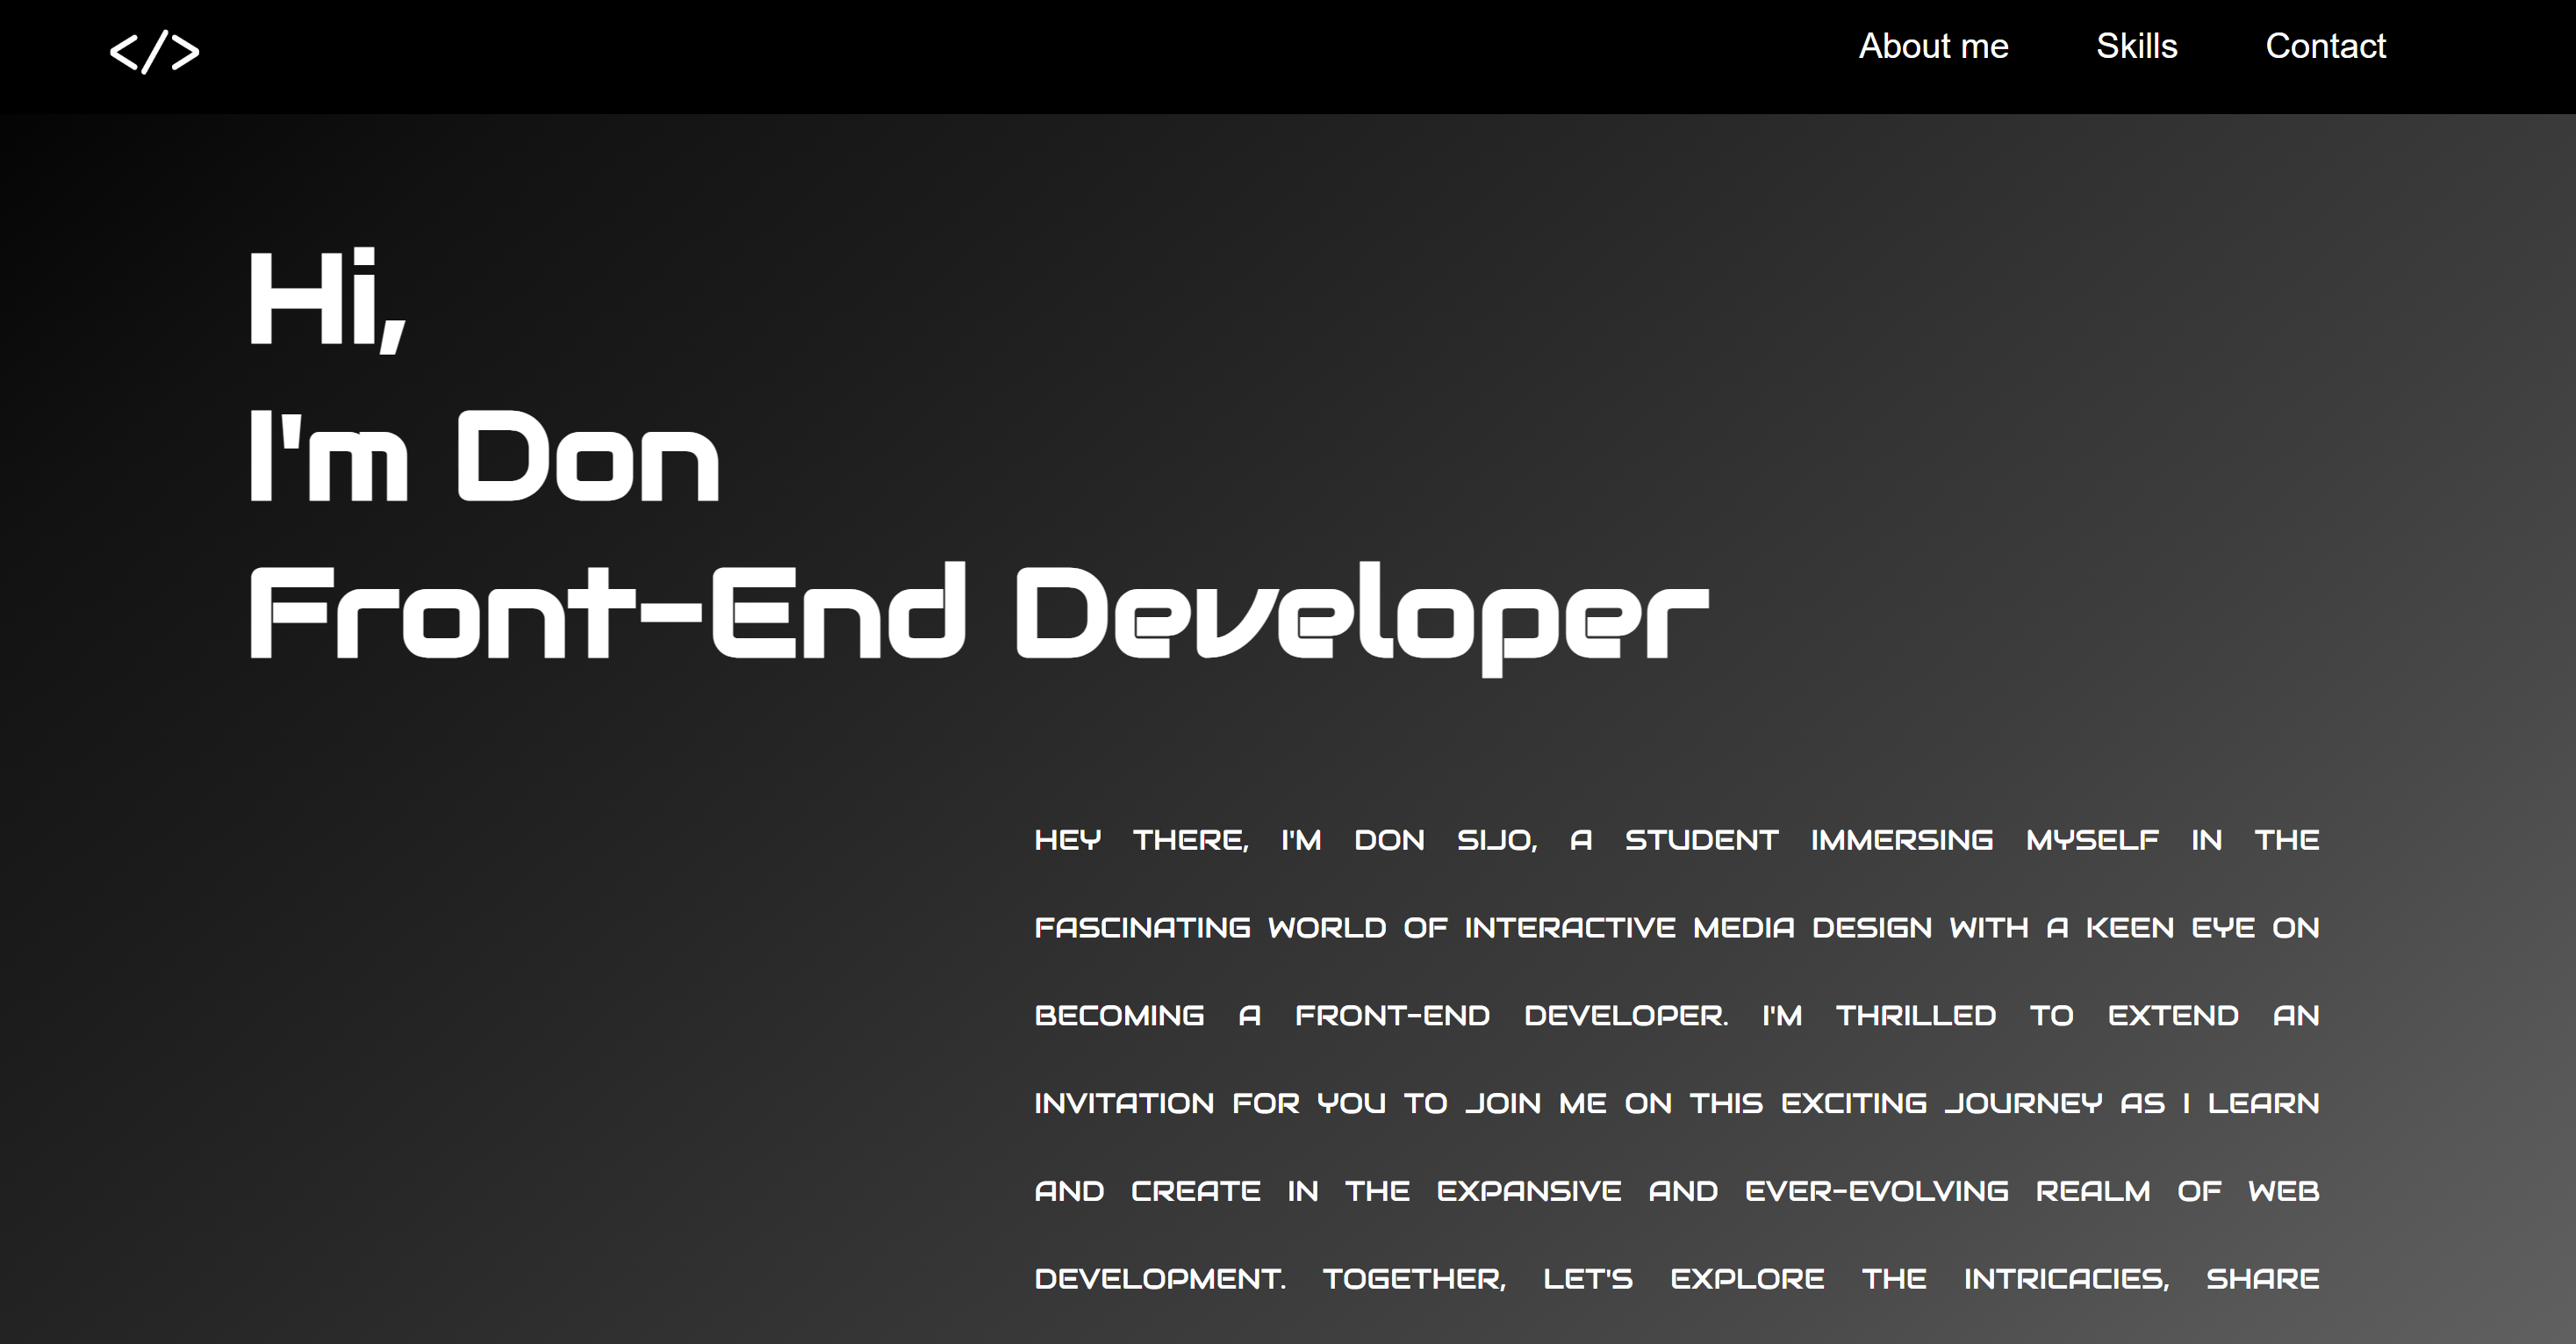 </>
About me Skills Contact
Hi,
I'm Don
Front-End Developer
HEY THERE, I'M DON SIJO, A STUDENT IMMERSING MYSELF IN THE
FASCINATING WORLD OF INTERACTIVE MEDIA DESIGN WITH A KEEN EYE ON
BECOMING A FRONT-END DEVELOPER. I'M THRILLED TO EXTEND AN
INVITATION FOR YOU TO JOIN ME ON THIS EXCITING JOURNEY AS I LEARN
AND CREATE IN THE EXPANSIVE AND EVER-EVOLVING REALM OF WEB
DEVELOPMENT. TOGETHER, LET'S EXPLORE THE INTRICACIES, SHARE